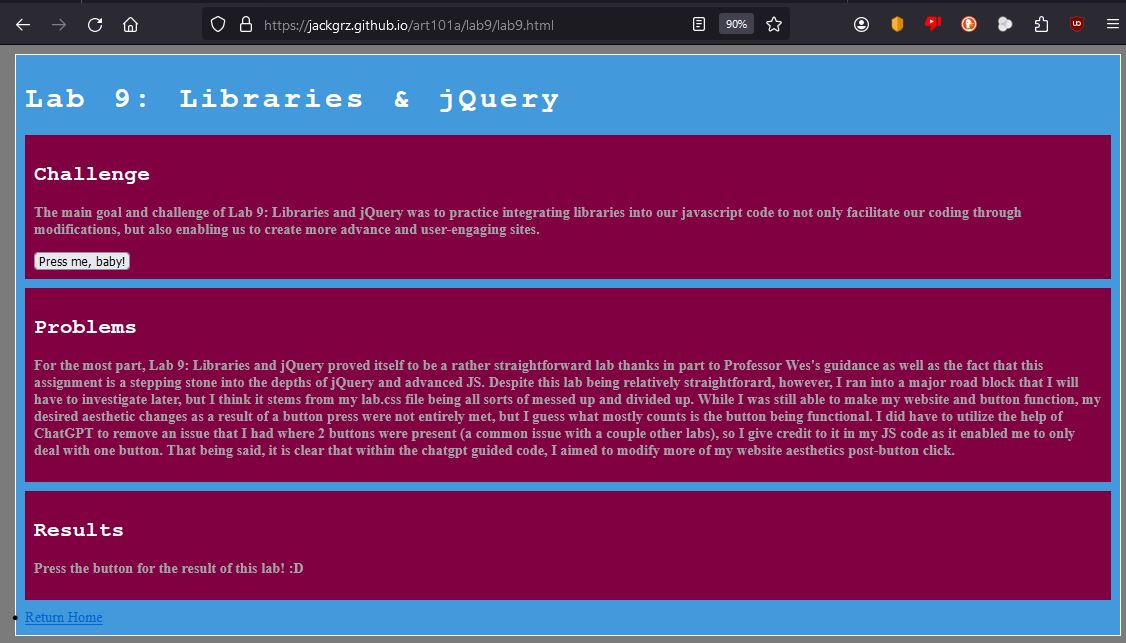 https://jackgrz.github.io/art101a/lab9/lab9.html
90%
Lab 9: Libraries & jQuery
Challenge
The main goal and challenge of Lab 9: Libraries and jQuery was to practice integrating libraries into our javascript code to not only facilitate our coding through
modifications, but also enabling us to create more advance and user-engaging sites.
Press me, baby!
Problems
For the most part, Lab 9: Libraries and jQuery proved itself to be a rather straightforward lab thanks in part to Professor Wes's guidance as well as the fact that this
assignment is a stepping stone into the depths of jQuery and advanced JS. Despite this lab being relatively straightforard, however, I ran into a major road block that I will
have to investigate later, but I think it stems from my lab.css file being all sorts of messed up and divided up. While I was still able to make my website and button function, my
desired aesthetic changes as a result of a button press were not entirely met, but I guess what mostly counts is the button being functional. I did have to utilize the help of
ChatGPT to remove an issue that I had where 2 buttons were present (a common issue with a couple other labs), so I give credit to it in my JS code as it enabled me to only
deal with one button. That being said, it is clear that within the chatgpt guided code, I aimed to modify more of my website aesthetics post-button click.
Results
Press the button for the result of this lab! :D
Return Home